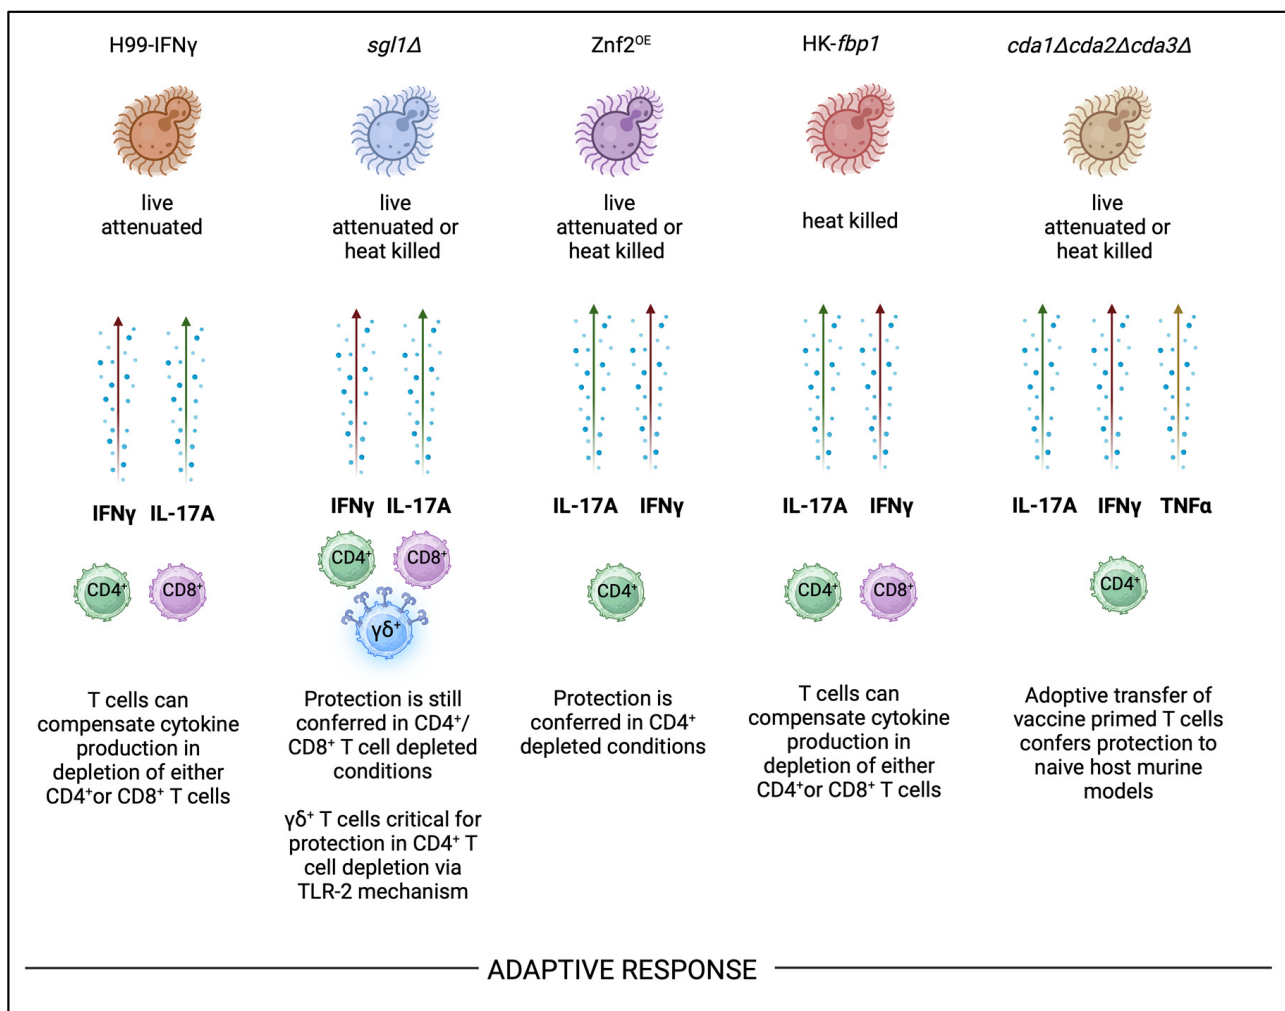 H99-IFNγ
live
attenuated
IFNγ IL-17A
CD4⁺
CD8⁺
T cells can
compensate cytokine
production in
depletion of either
CD4⁺or CD8⁺ T cells
sgl1Δ
live
attenuated or
heat killed
IFNγ IL-17A
CD4⁺
CD8⁺
γδ⁺
Protection is still
conferred in CD4⁺/
CD8⁺ T cell depleted
conditions
γδ⁺ T cells critical for
protection in CD4⁺ T
cell depletion via
TLR-2 mechanism
Znf2ᴼᴱ
live
attenuated or
heat killed
IL-17A IFNγ
CD4⁺
Protection is
conferred in CD4⁺
depleted conditions
HK-fbp1
heat killed
IL-17A IFNγ
CD4⁺
CD8⁺
T cells can
compensate cytokine
production in
depletion of either
CD4⁺or CD8⁺ T cells
cda1Δcda2Δcda3Δ
live
attenuated or
heat killed
IL-17A IFNγ TNFα
CD4⁺
Adoptive transfer of
vaccine primed T cells
confers protection to
naive host murine
models
ADAPTIVE RESPONSE